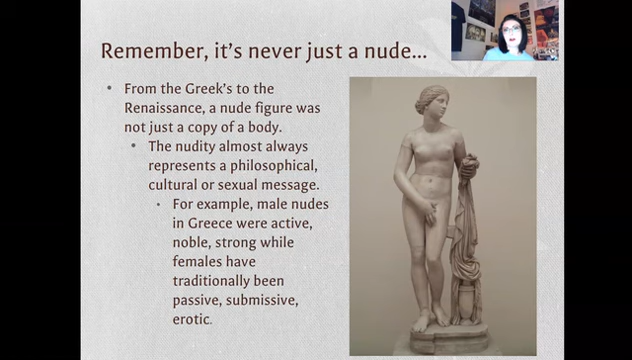 Remember, it's never just a nude...
From the Greek's to the
Renaissance, a nude figure was
not just a copy of a body.
The nudity almost always
represents a philosophical,
cultural or sexual message.
For example, male nudes
in Greece were active,
noble, strong while
females have
traditionally been
passive, submissive,
erotic.